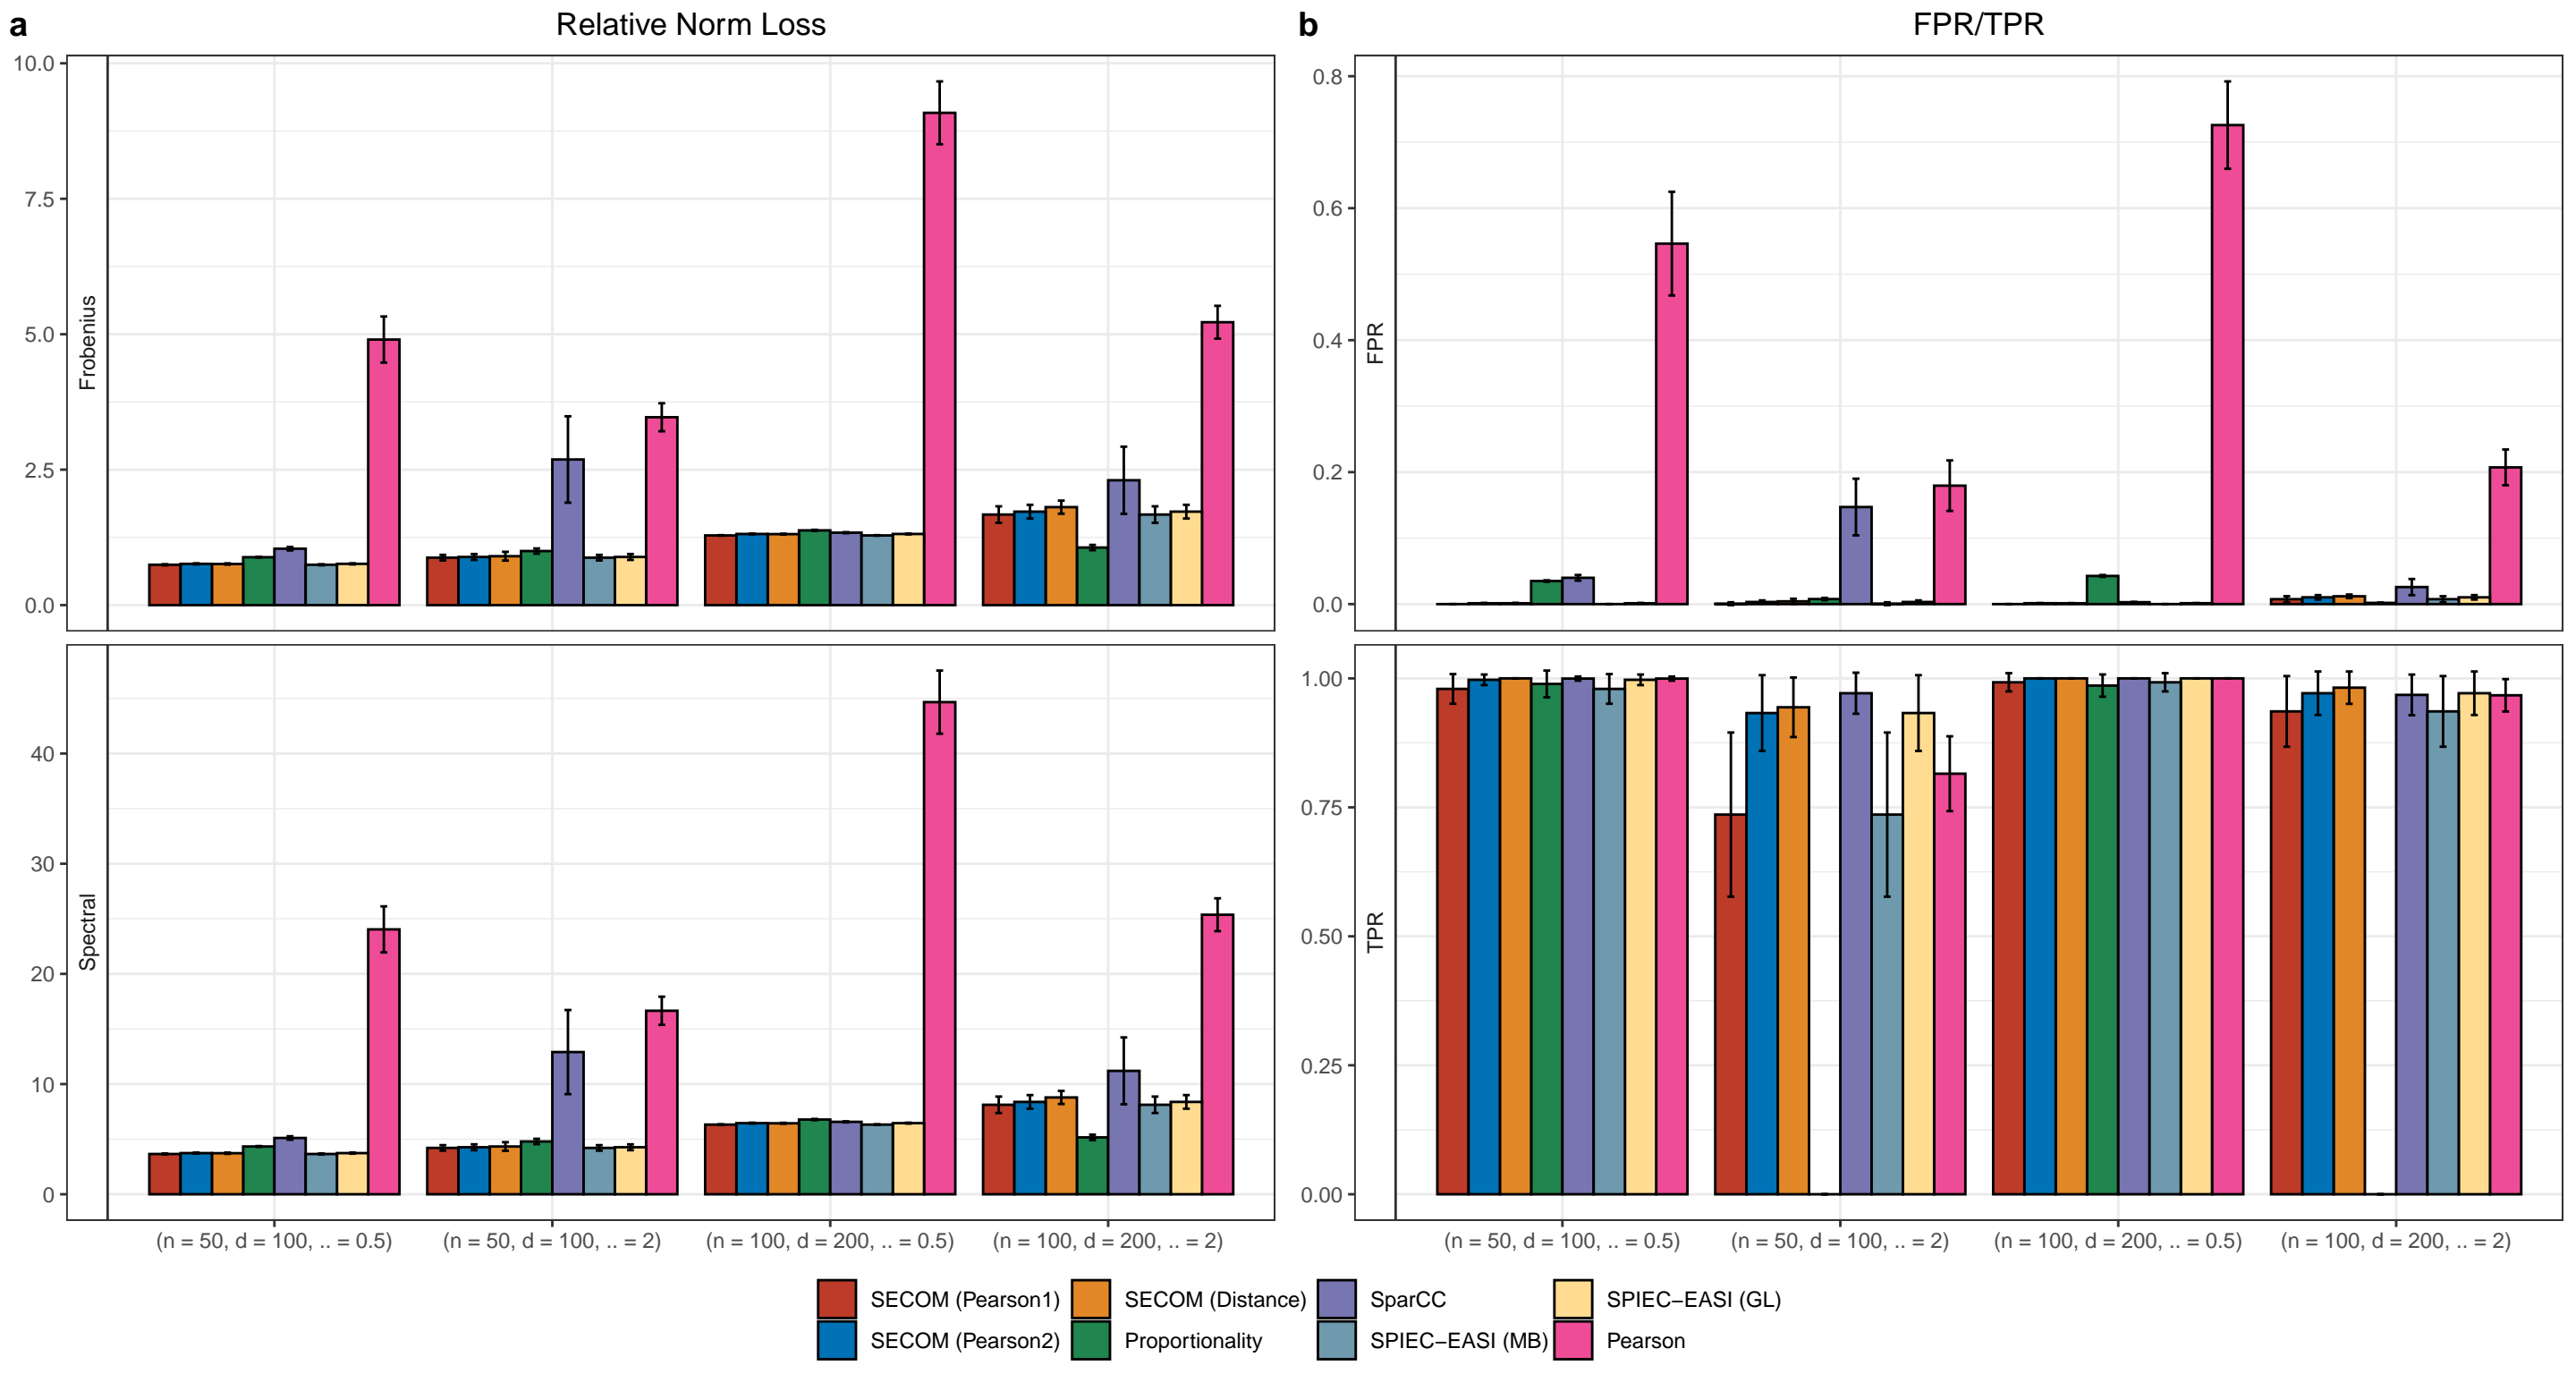 a
Relative Norm Loss
10.0
7.5
5.0
2.5
0.0
Frobenius
40
30
20
10
0
Spectral
(n = 50, d = 100, .. = 0.5)
(n = 50, d = 100, .. = 2)
(n = 100, d = 200, .. = 0.5)
(n = 100, d = 200, .. = 2)
b
FPR/TPR
0.8
0.6
0.4
0.2
0.0
FPR
1.00
0.75
0.50
0.25
0.00
TPR
(n = 50, d = 100, .. = 0.5)
(n = 50, d = 100, .. = 2)
(n = 100, d = 200, .. = 0.5)
(n = 100, d = 200, .. = 2)
SECOM (Pearson1)
SECOM (Pearson2)
SECOM (Distance)
Proportionality
SparCC
SPIEC−EASI (MB)
SPIEC−EASI (GL)
Pearson